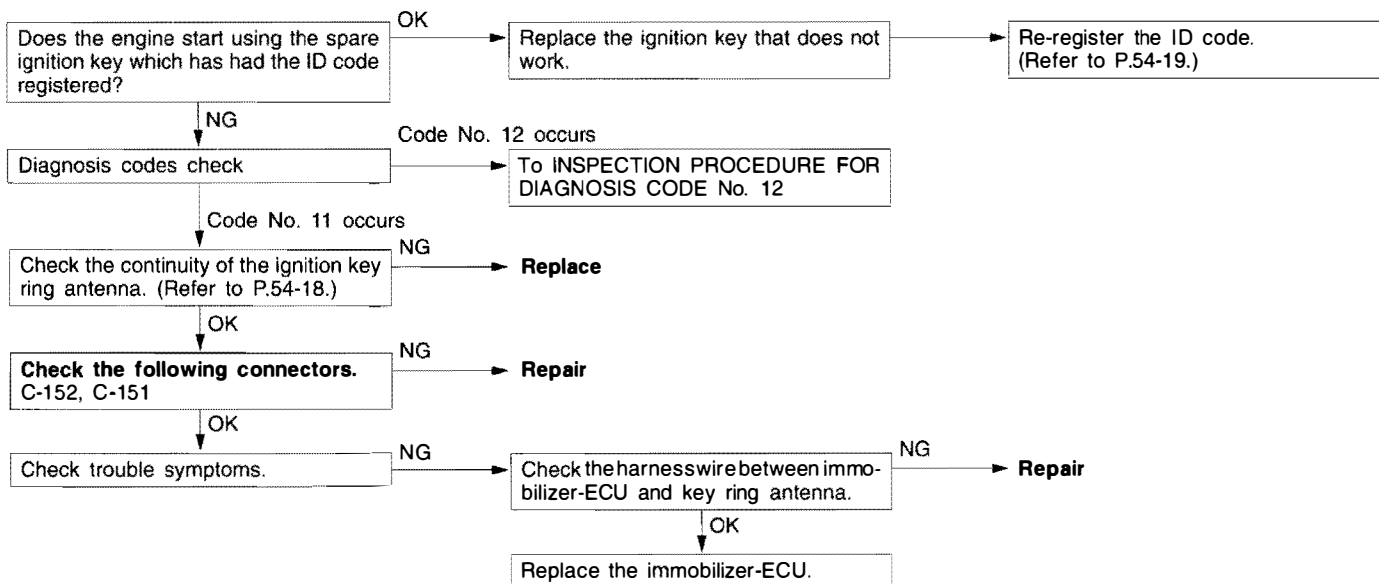 Does the engine start using the spare
ignition key which has had the ID code
registered?
OK
Replace the ignition key that does not
work.
Re-register the ID code.
(Refer to P.54-19.)
NG
Diagnosis codes check
Code No. 12 occurs
To INSPECTION PROCEDURE FOR
DIAGNOSIS CODE No. 12
Code No. 11 occurs
Check the continuity of the ignition key
ring antenna. (Refer to P.54-18.)
NG
Replace
OK
Check the following connectors.
C-152, C-151
NG
Repair
OK
Check trouble symptoms.
NG
Check the harness wire between immo-
bilizer-ECU and key ring antenna.
NG
Repair
OK
Replace the immobilizer-ECU.